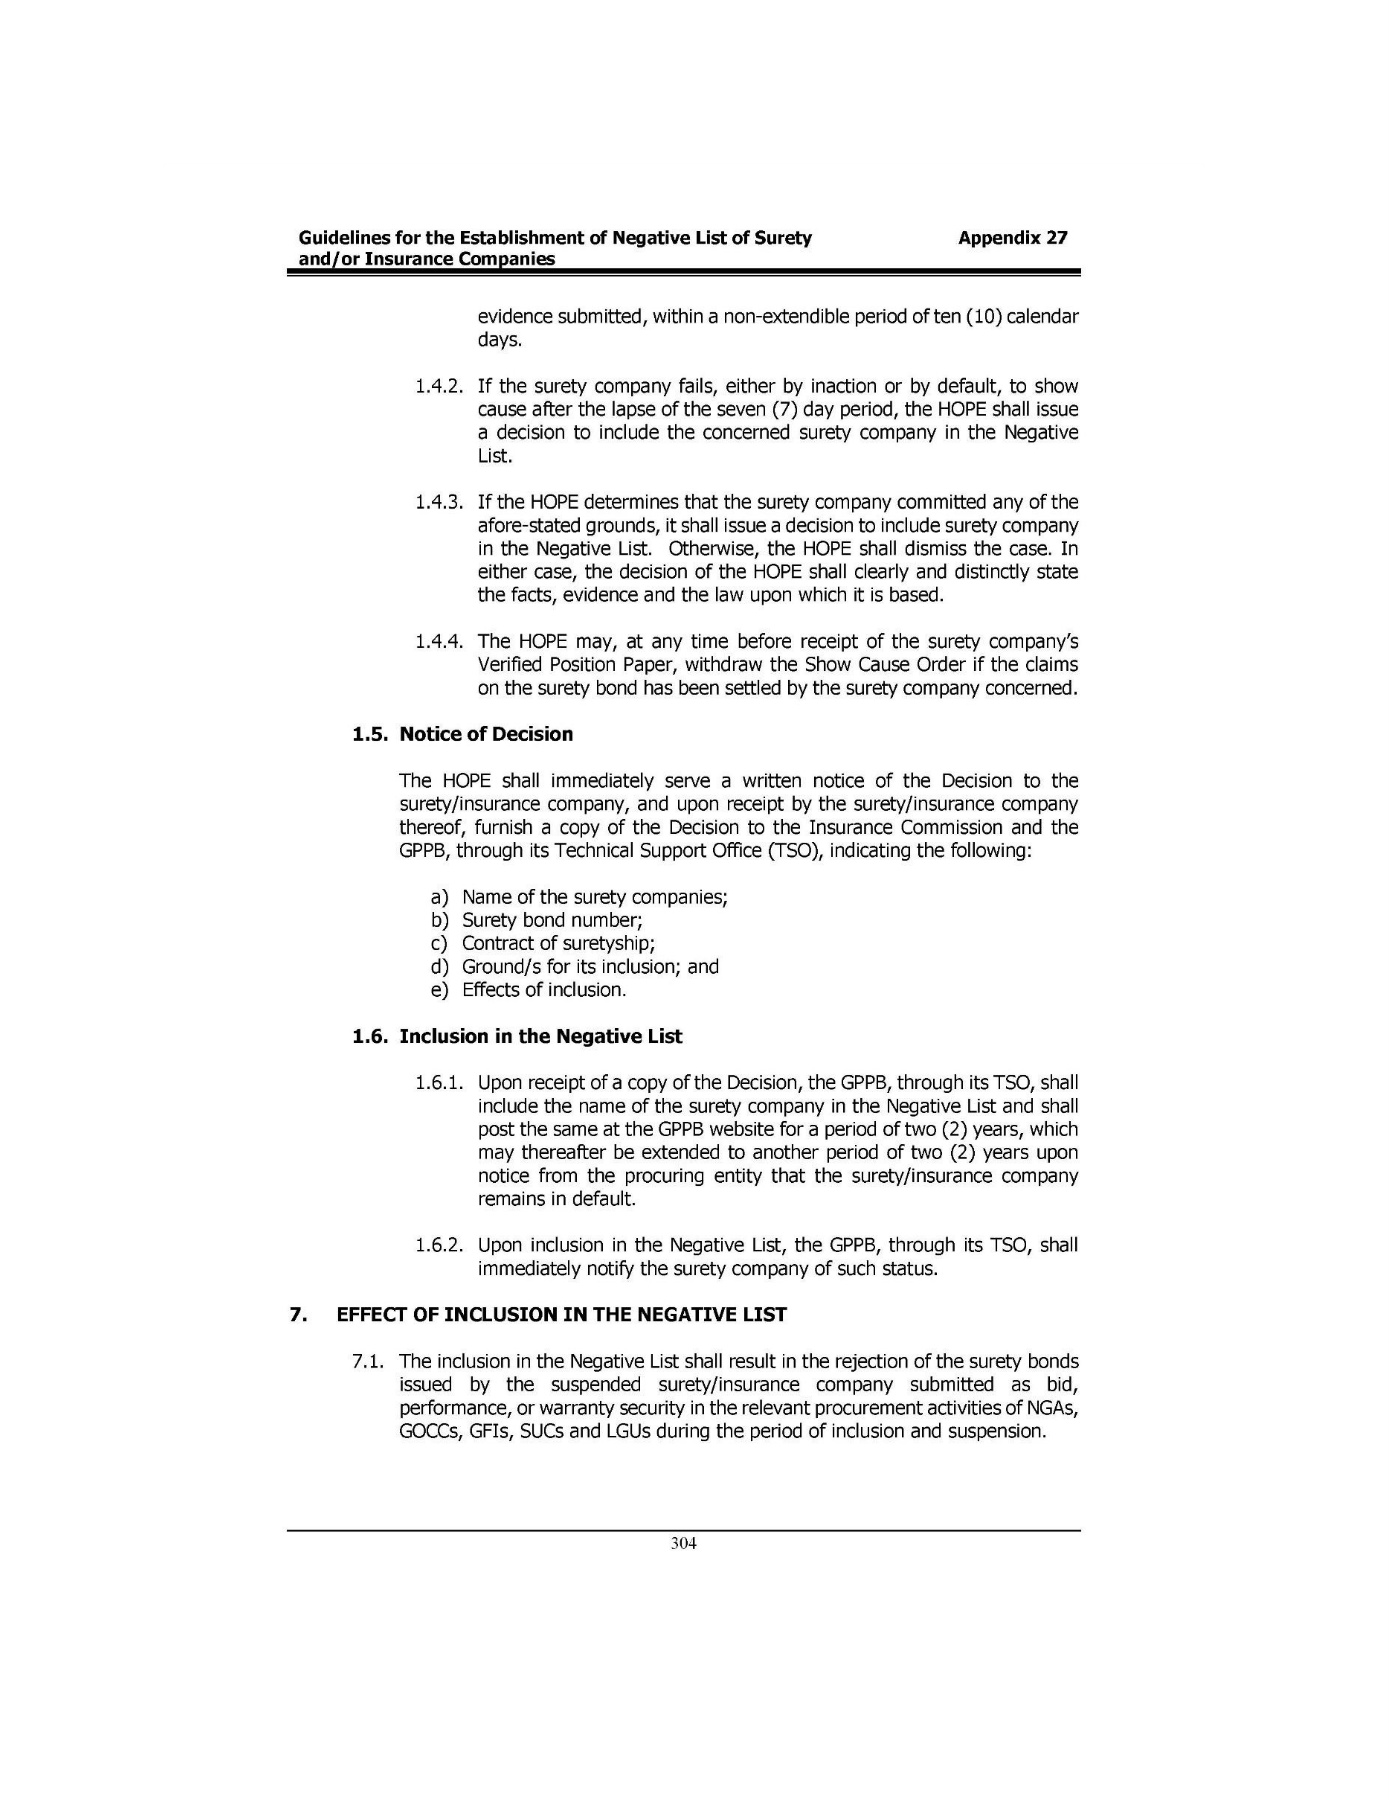 Guidelines for the Establishment of Negative List of Surety Appendix 27
and/or Insurance Companies
evidence submitted, within a non-extendible period of ten (10) calendar
days.
1.4.2. If the surety company fails, either by inaction or by default, to show
cause after the lapse of the seven (7) day period, the HOPE shall issue
a decision to include the concerned surety company in the Negative
List.
1.4.3. If the HOPE determines that the surety company committed any of the
afore-stated grounds, it shall issue a decision to include surety company
in the Negative List. Otherwise, the HOPE shall dismiss the case. In
either case, the decision of the HOPE shall clearly and distinctly state
the facts, evidence and the law upon which it is based.
1.4.4. The HOPE may, at any time before receipt of the surety company's
Verified Position Paper, withdraw the Show Cause Order if the claims
on the surety bond has been settled by the surety company concerned.
1.5. Notice of Decision
The HOPE shall immediately serve a written notice of the Decision to the
surety/insurance company, and upon receipt by the surety/insurance company
thereof, furnish a copy of the Decision to the Insurance Commission and the
GPPB, through its Technical Support Office (TSO), indicating the following:
a) Name of the surety companies;
b) Surety bond number;
c) Contract of suretyship;
d) Ground/s for its inclusion; and
e) Effects of inclusion.
1.6. Inclusion in the Negative List
1.6.1. Upon receipt of a copy of the Decision, the GPPB, through its TSO, shall
include the name of the surety company in the Negative List and shall
post the same at the GPPB website for a period of two (2) years, which
may thereafter be extended to another period of two (2) years upon
notice from the procuring entity that the surety/insurance company
remains in default.
1.6.2. Upon inclusion in the Negative List, the GPPB, through its TSO, shall
immediately notify the surety company of such status.
7. EFFECT OF INCLUSION IN THE NEGATIVE LIST
7.1. The inclusion in the Negative List shall result in the rejection of the surety bonds
issued by the suspended surety/insurance company submitted as bid,
performance, or warranty security in the relevant procurement activities of NGAs,
GOCCs, GFIs, SUCs and LGUs during the period of inclusion and suspension.
304